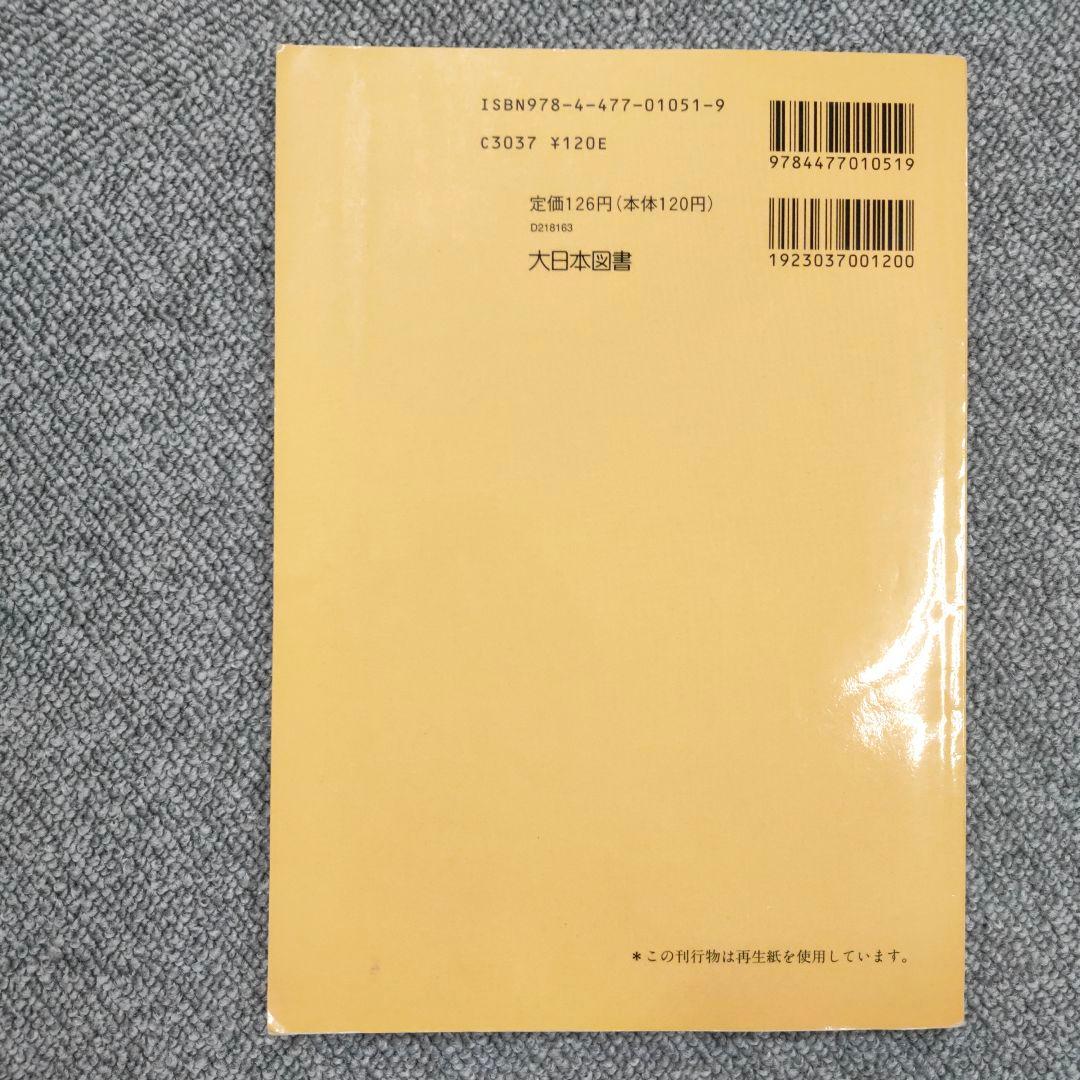 ISBN978-4-477-01051-9
C3037 ¥120E
9784477010519
定価126円(本体120円)
D218163
大日本図書
1923037001200
＊この刊行物は再生紙を使用しています。